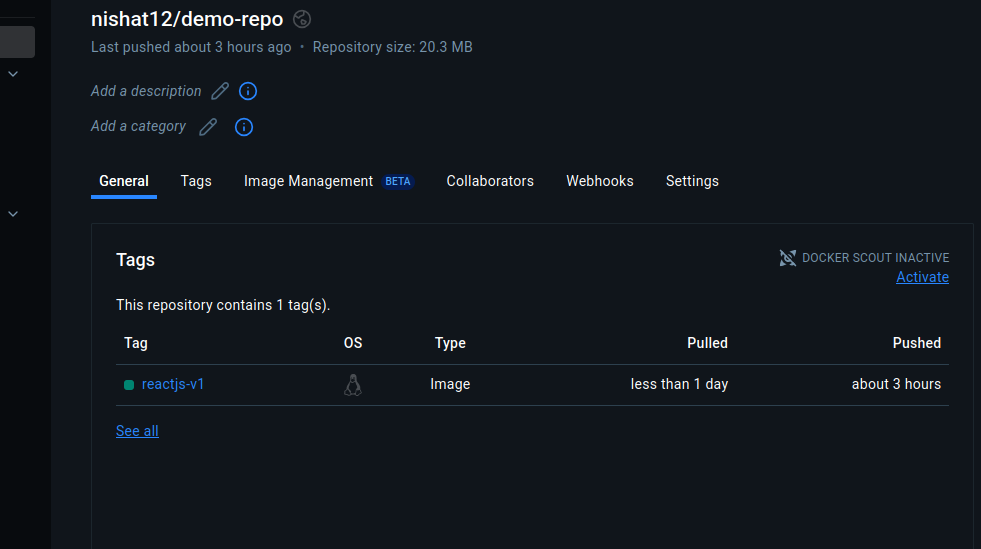 nishat12/demo-repo
Last pushed about 3 hours ago • Repository size: 20.3 MB
Add a description
Add a category
General Tags Image Management BETA Collaborators Webhooks Settings
Tags
DOCKER SCOUT INACTIVE
Activate
This repository contains 1 tag(s).
Tag OS Type Pulled Pushed
reactjs-v1 Image less than 1 day about 3 hours
See all